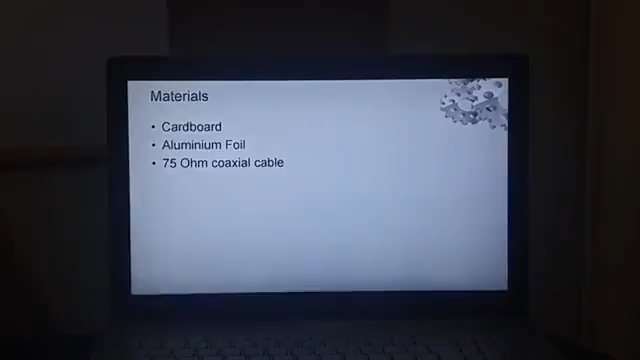 Materials
• Cardboard
• Aluminium Foil
• 75 Ohm coaxial cable